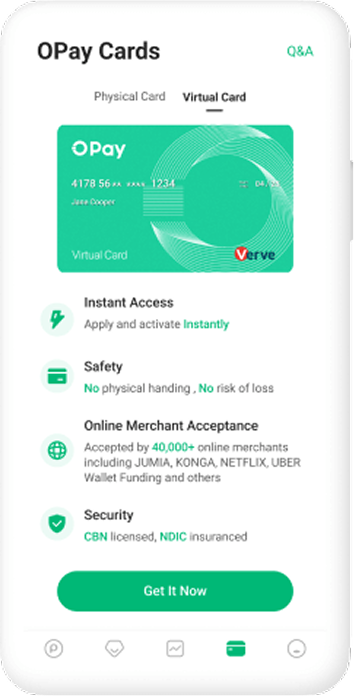 OPay Cards
Q&A
Physical Card
Virtual Card
OPay
4178 56
1234
Jane Cooper
Virtual Card
Verve
Instant Access
Apply and activate Instantly
Safety
No physical handing , No risk of loss
Online Merchant Acceptance
Accepted by 40,000+ online merchants
including JUMIA, KONGA, NETFLIX, UBER
Wallet Funding and others
Security
CBN licensed, NDIC insuranced
Get It Now